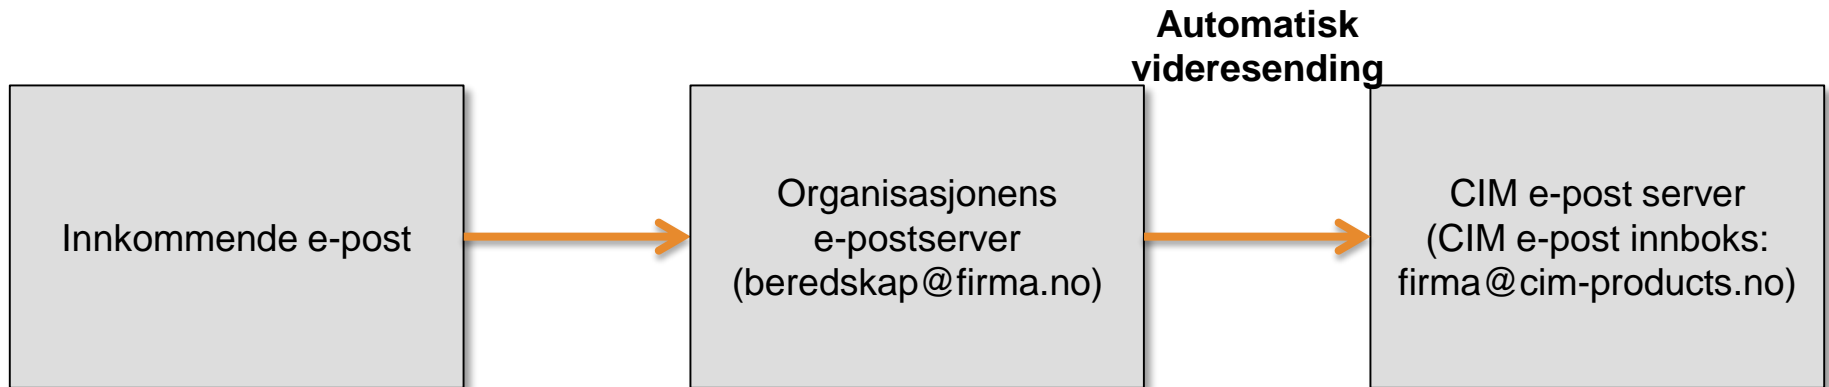 Automatisk
videresending
Innkommende e-post
Organisasjonens
e-postserver
(beredskap@firma.no)
CIM e-post server
(CIM e-post innboks:
firma@cim-products.no)